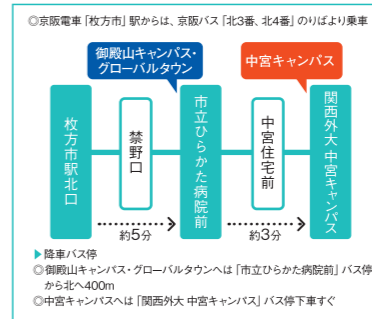 ◎京阪電車「枚方市」駅からは、京阪バス「北3番、北4番」のりばより乗車
御殿山キャンパス・
グローバルタウン
中宮キャンパス
枚方市駅北口
禁野口
市立ひらかた病院前
中宮住宅前
関西外大 中宮キャンパス
約5分
約3分
▶降車バス停
◎御殿山キャンパス・グローバルタウンへは「市立ひらかた病院前」バス停
から北へ400m
◎中宮キャンパスへは「関西外大 中宮キャンパス」バス停下車すぐ